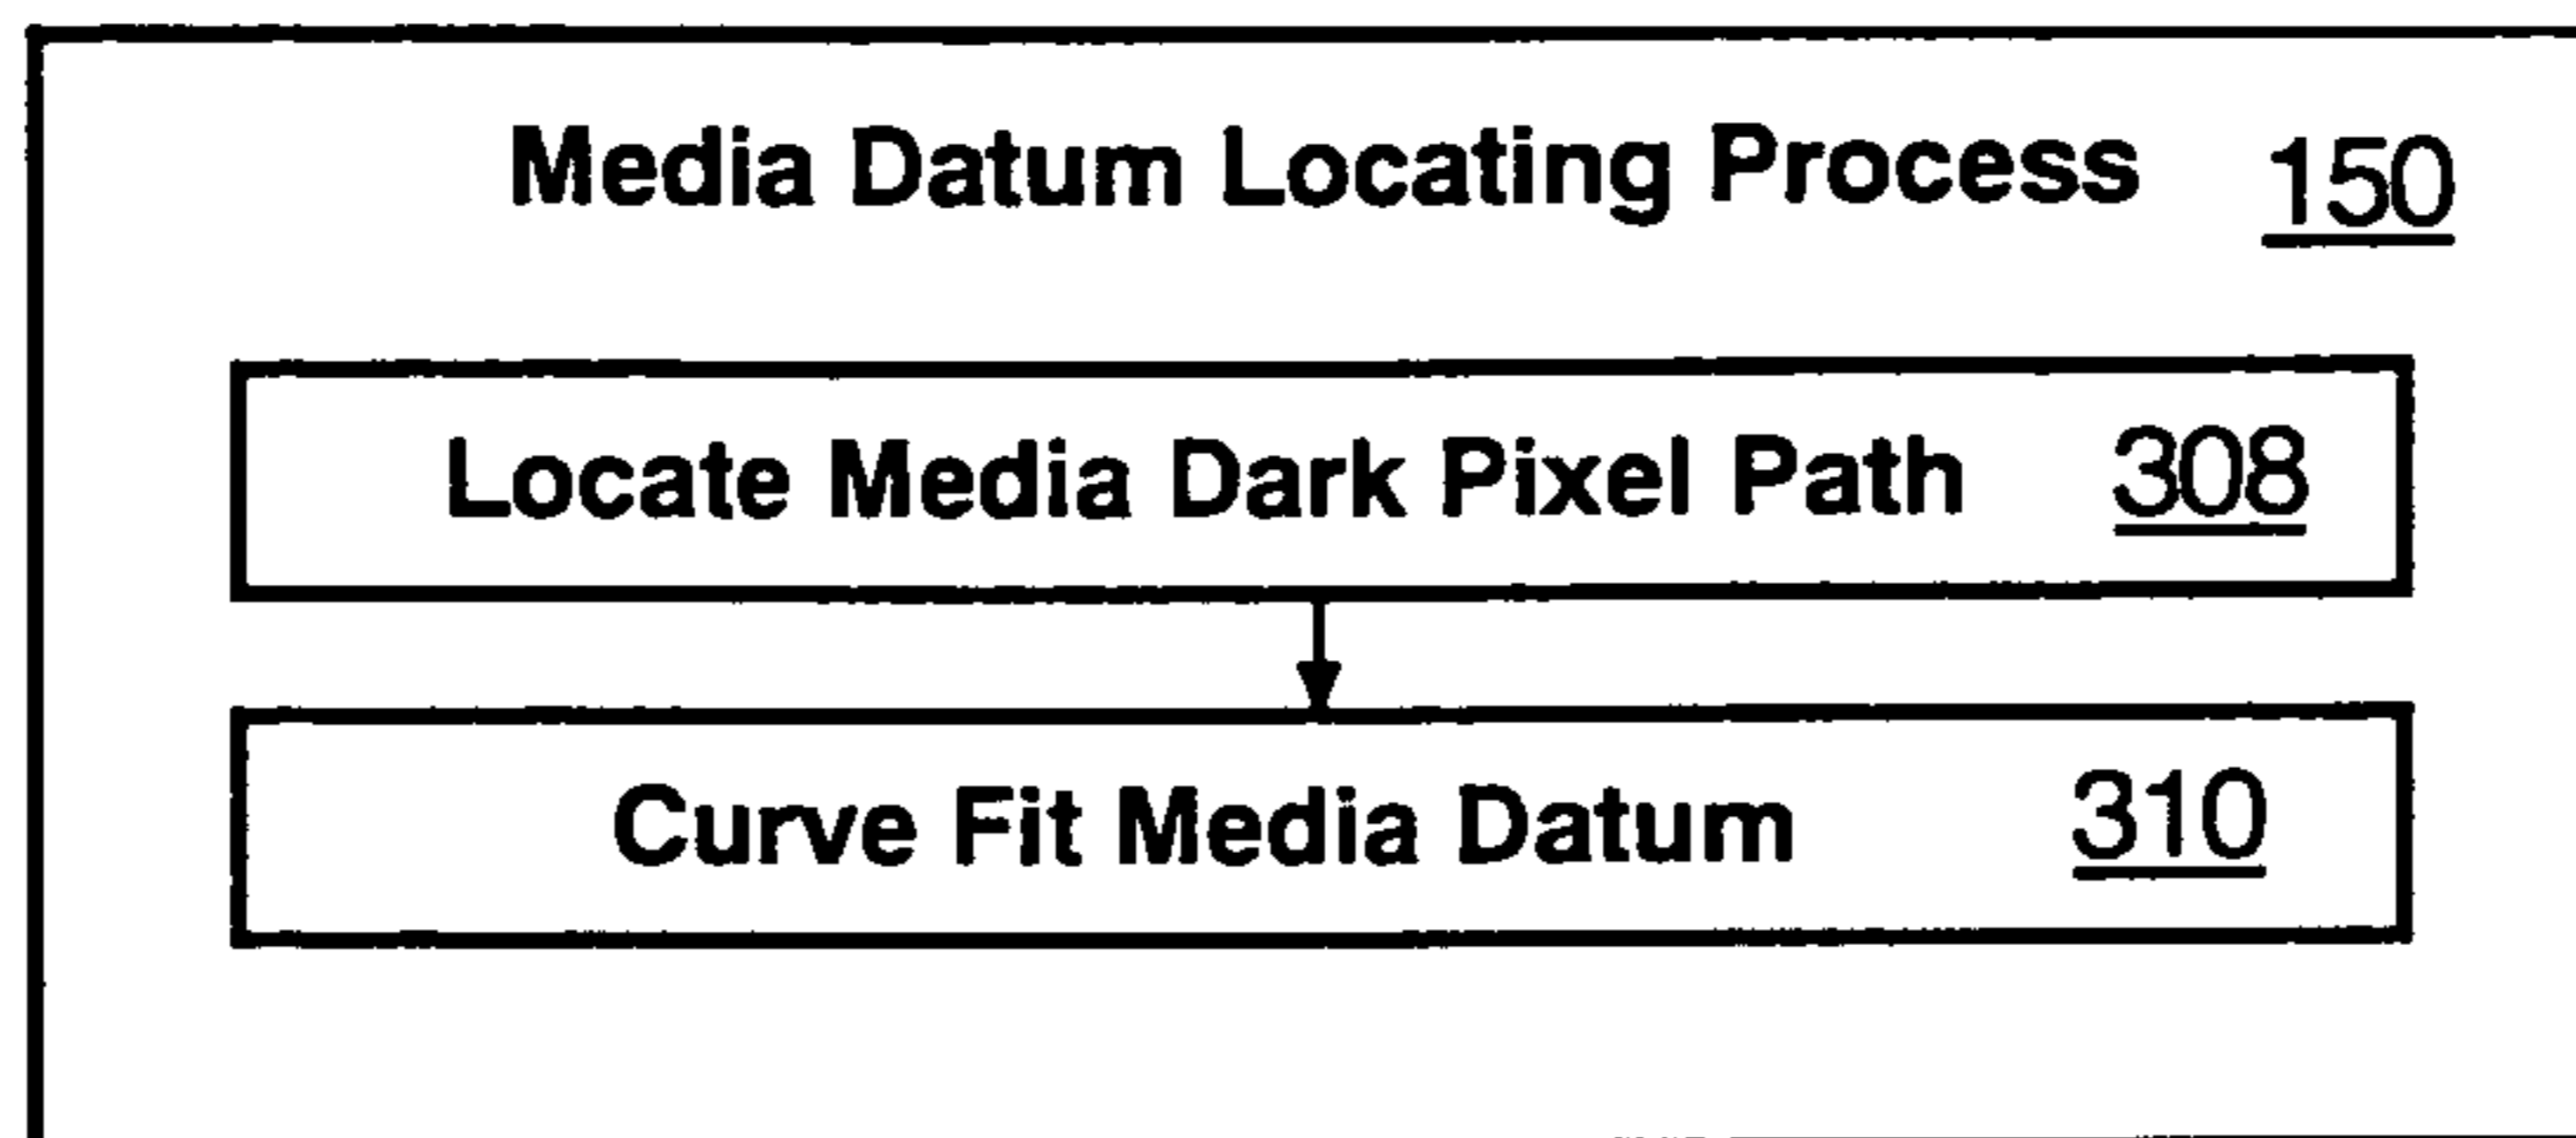 Media Datum Locating Process 150
Locate Media Dark Pixel Path 308
Curve Fit Media Datum 310